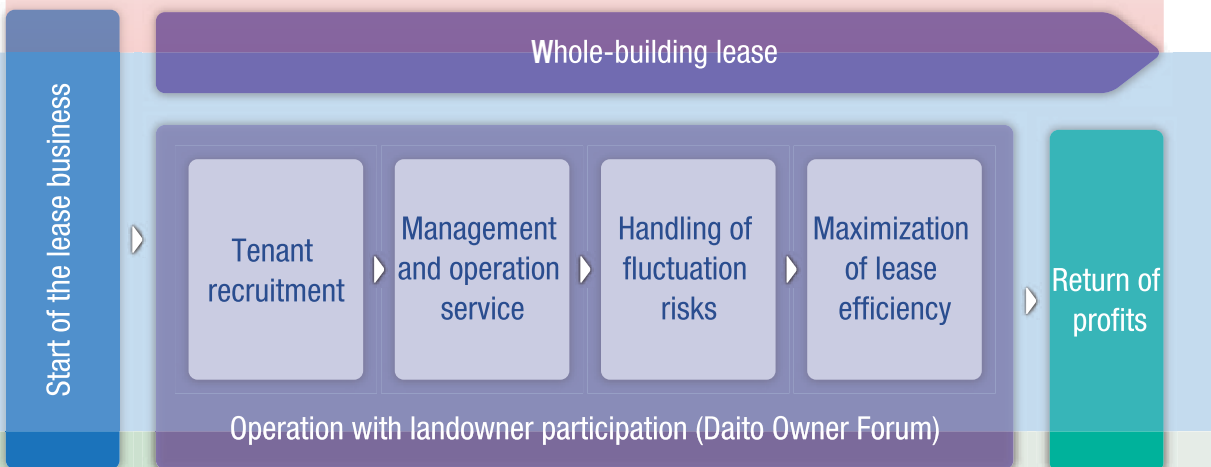 Whole-building lease
Start of the lease business
Tenant
recruitment
Management
and operation
service
Handling of
fluctuation
risks
Maximization
of lease
efficiency
Return of
profits
Operation with landowner participation (Daito Owner Forum)